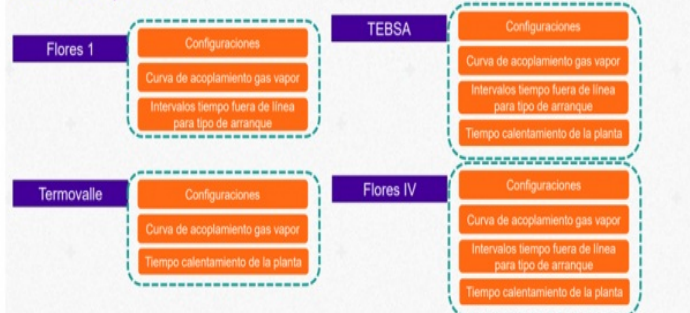 Flores 1
Configuraciones
Curva de acoplamiento gas vapor
Intervalos tiempo fuera de línea
para tipo de arranque
TEBSA
Configuraciones
Curva de acoplamiento gas vapor
Intervalos tiempo fuera de línea
para tipo de arranque
Tiempo calentamiento de la planta
Termovalle
Configuraciones
Curva de acoplamiento gas vapor
Tiempo calentamiento de la planta
Flores IV
Configuraciones
Curva de acoplamiento gas vapor
Intervalos tiempo fuera de línea
para tipo de arranque
Tiempo calentamiento de la planta